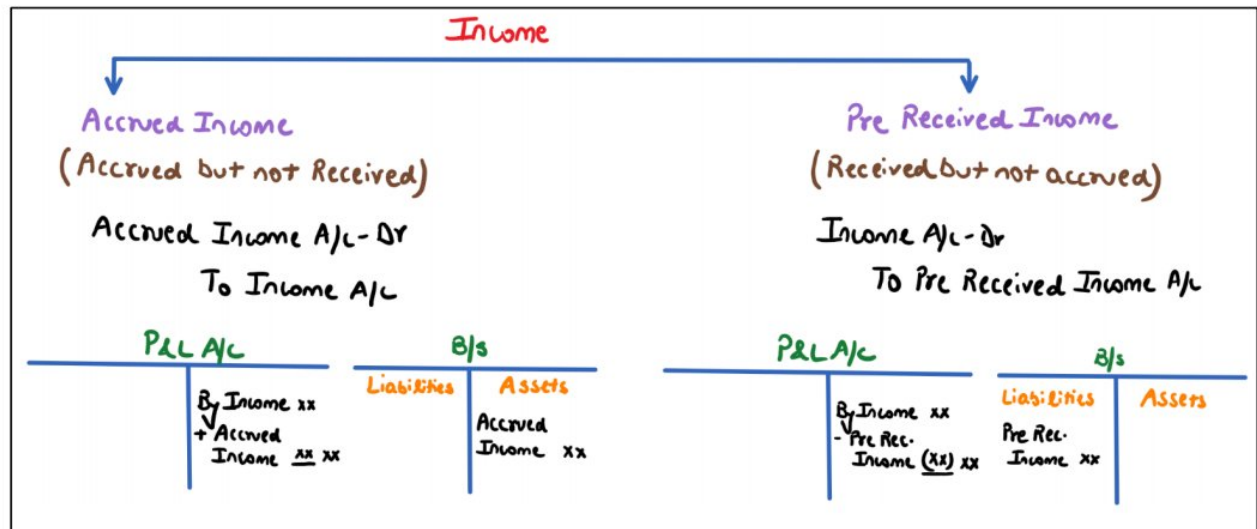 Income
Accrued Income
(Accrued but not Received)
Accrued Income A/c - Dr
To Income A/c
P&L A/c
By Income xx
+ Accrued
Income xx xx
B/s
Liabilities Assets
Accrued
Income xx
Pre Received Income
(Received but not accrued)
Income A/c - Dr
To Pre Received Income A/c
P&L A/c
By Income xx
- Pre Rec.
Income (xx) xx
B/s
Liabilities Assets
Pre Rec.
Income xx